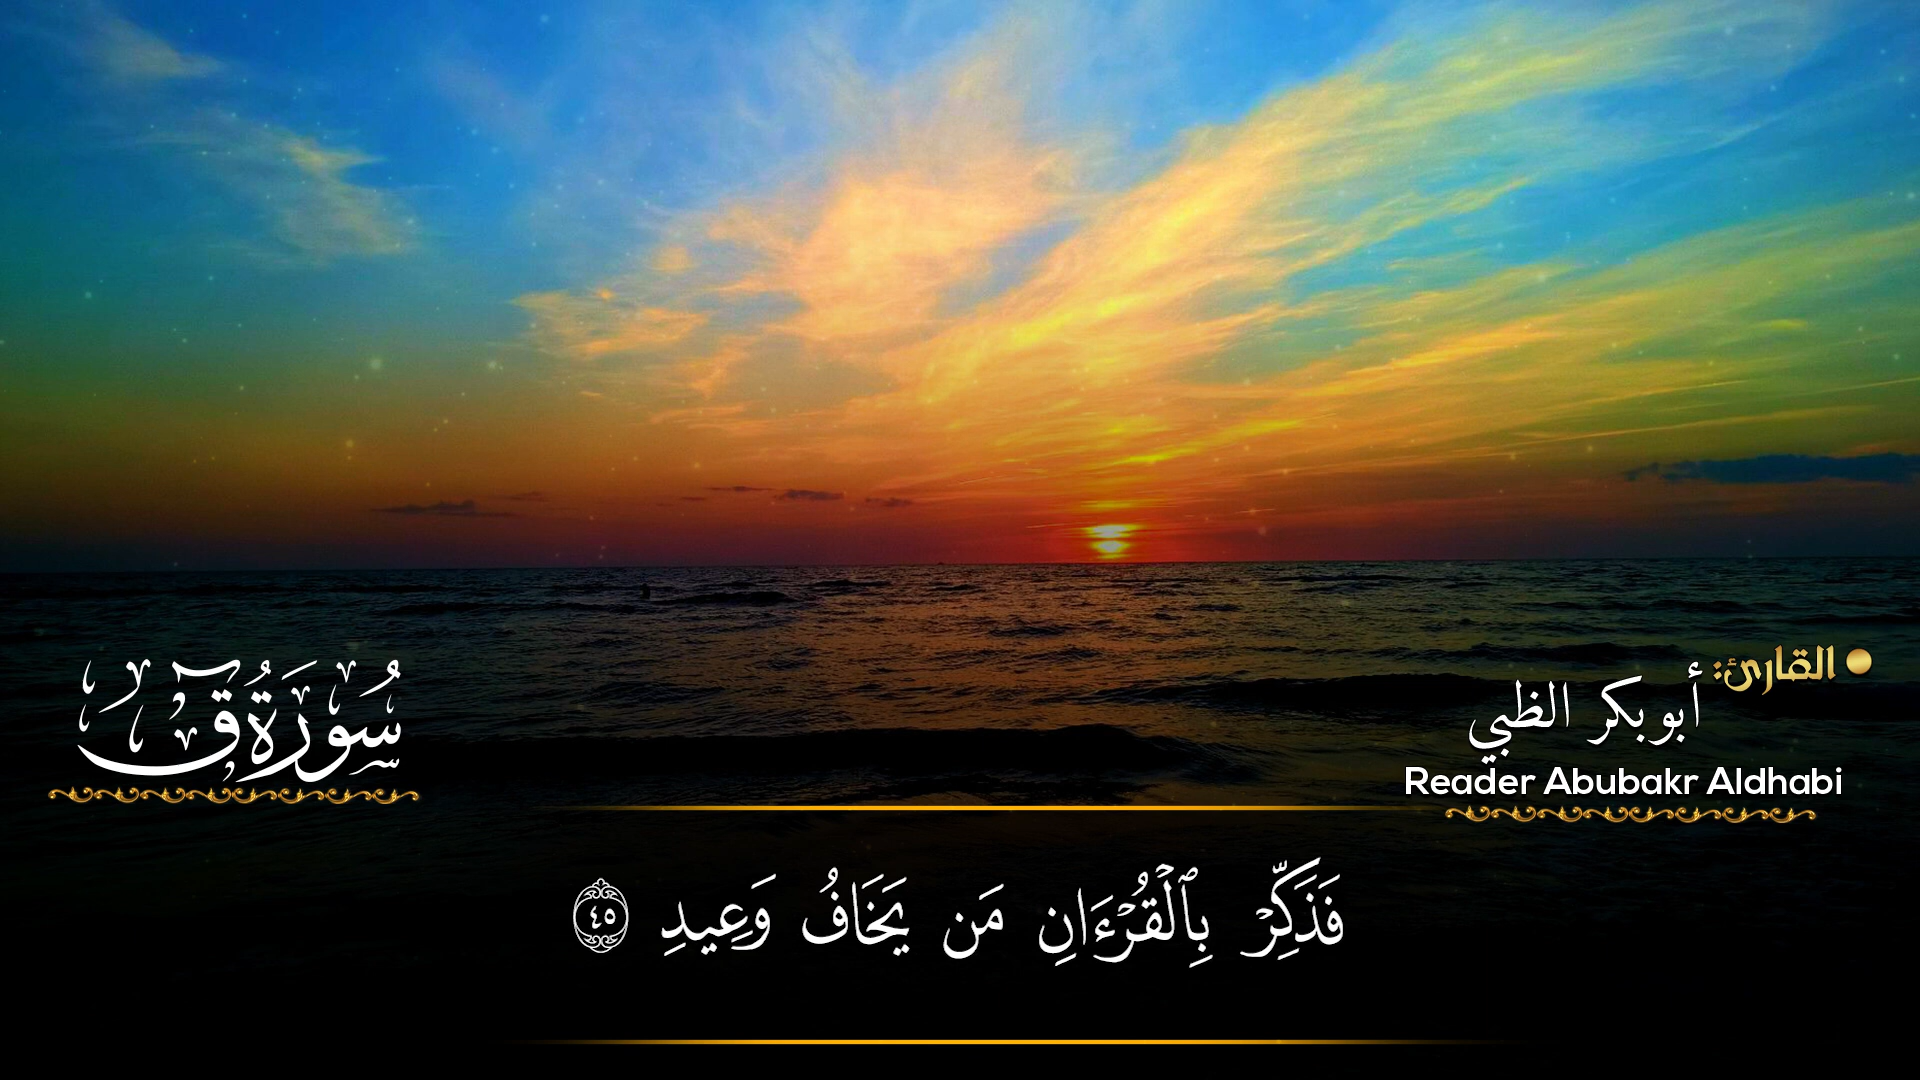 سُورَةُ قٓ
القارئ:
أبو بكر الظبي
Reader Abubakr Aldhabi
فَذَكِّرْ بِٱلْقُرْءَانِ مَن يَخَافُ وَعِيدِ ٤٥